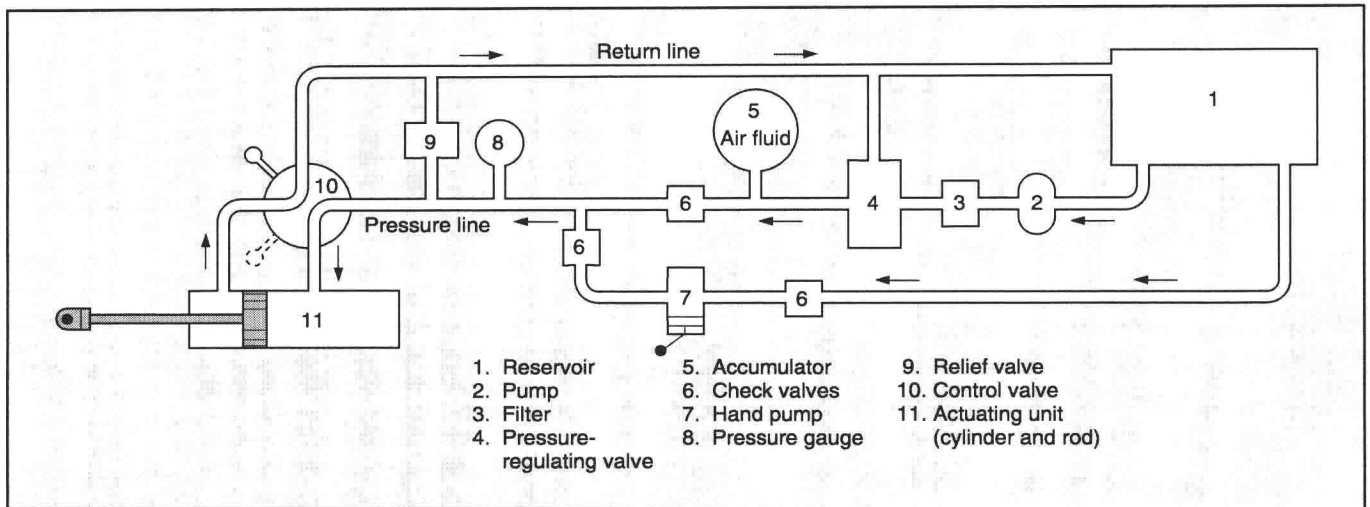 Return line
1
5
Air fluid
9
8
10
6
4
3
2
Pressure line
6
7
6
11
1. Reservoir
2. Pump
3. Filter
4. Pressure-
regulating valve
5. Accumulator
6. Check valves
7. Hand pump
8. Pressure gauge
9. Relief valve
10. Control valve
11. Actuating unit
(cylinder and rod)